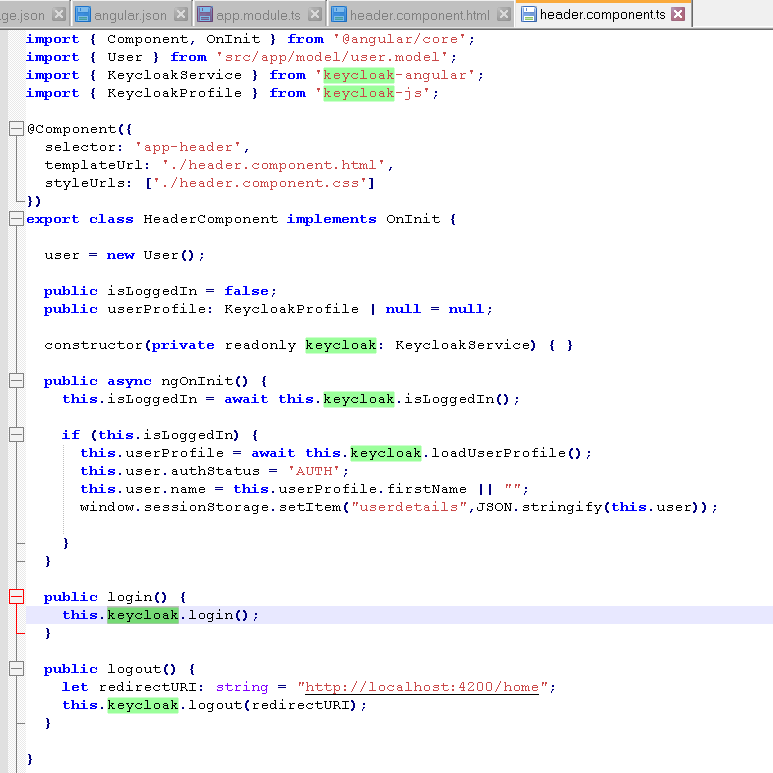 ge.json angular.json app.module.ts header.component.html header.component.ts
import { Component, OnInit } from '@angular/core';
import { User } from 'src/app/model/user.model';
import { KeycloakService } from 'keycloak-angular';
import { KeycloakProfile } from 'keycloak-js';
@Component({
  selector: 'app-header',
  templateUrl: './header.component.html',
  styleUrls: ['./header.component.css']
})
export class HeaderComponent implements OnInit {
  user = new User();
  public isLoggedIn = false;
  public userProfile: KeycloakProfile | null = null;
  constructor(private readonly keycloak: KeycloakService) { }
  public async ngOnInit() {
    this.isLoggedIn = await this.keycloak.isLoggedIn();
    if (this.isLoggedIn) {
      this.userProfile = await this.keycloak.loadUserProfile();
      this.user.authStatus = 'AUTH';
      this.user.name = this.userProfile.firstName || "";
      window.sessionStorage.setItem("userdetails",JSON.stringify(this.user));
    }
  }
  public login() {
    this.keycloak.login();
  }
  public logout() {
    let redirectURI: string = "http://localhost:4200/home";
    this.keycloak.logout(redirectURI);
  }
}